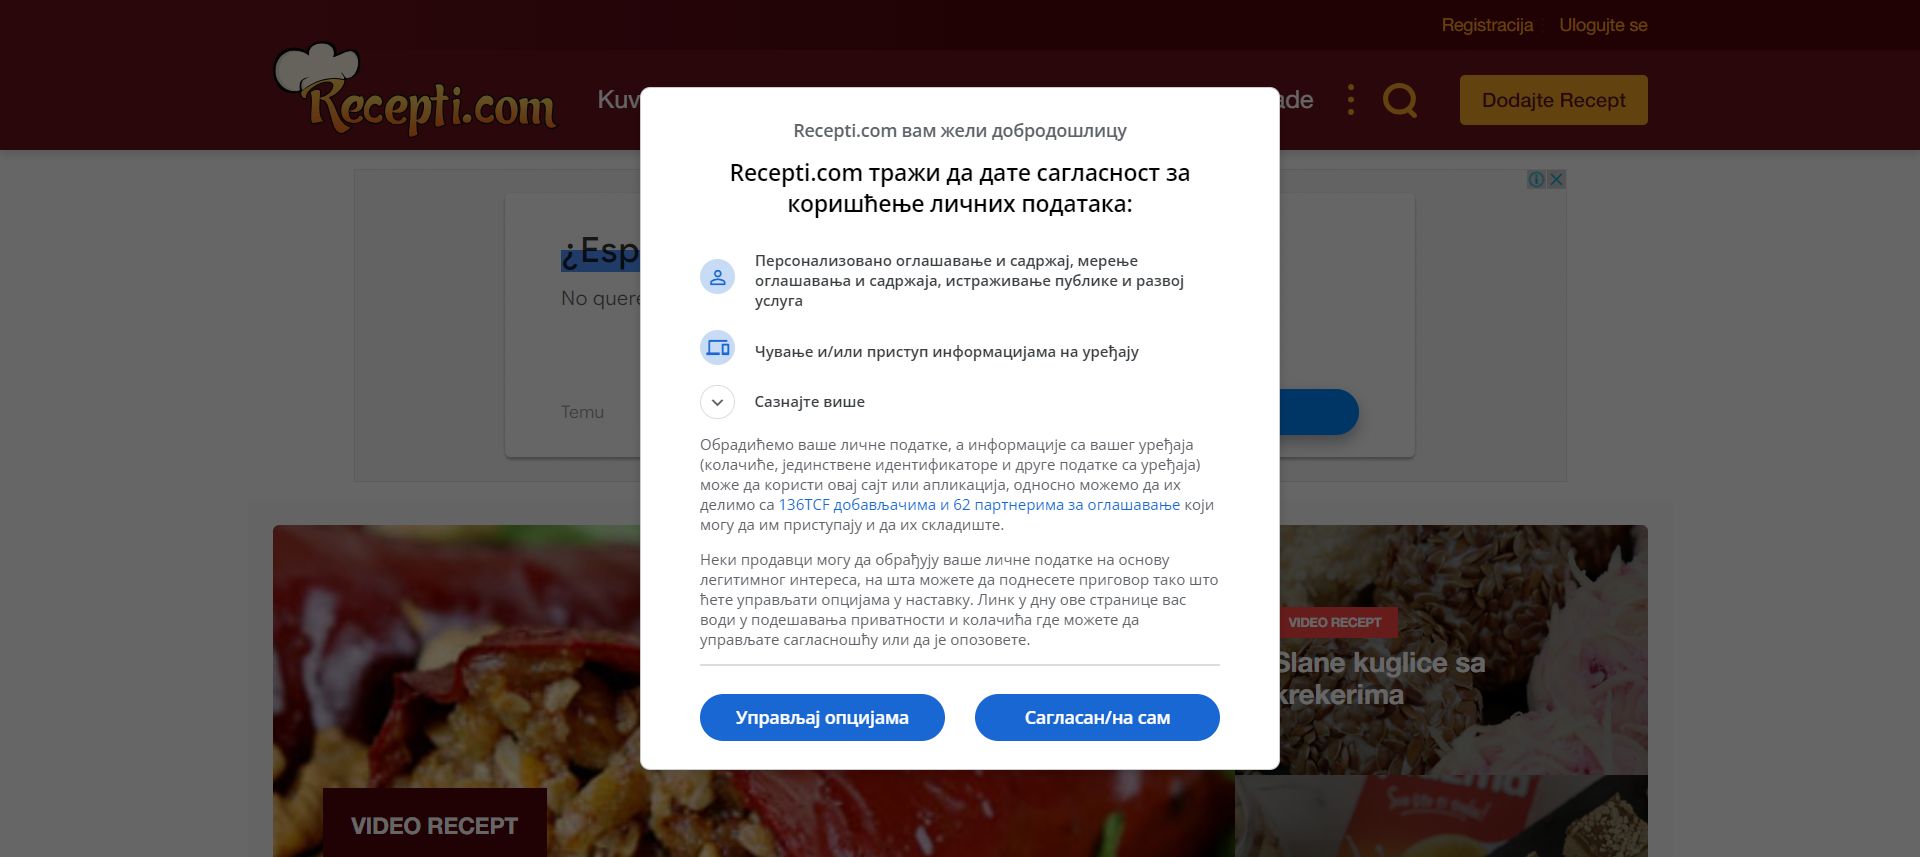 Registracija
Ulogujte se
Recepti.com
Dodajte Recept
Recepti.com вам жели добродошлицу
Recepti.com тражи да дате сагласност за
коришћење личних података:
Персонализовано оглашавање и садржај, мерење
оглашавања и садржаја, истраживање публике и развој
услуга
Чување и/или приступ информацијама на уређају
Сазнајте више
Обрадићемо ваше личне податке, а информације са вашег уређаја
(колачиће, јединствене идентификаторе и друге податке са уређаја)
може да користи овај сајт или апликација, односно можемо да их
делимо са 136TCF добављачима и 62 партнерима за оглашавање који
могу да им приступају и да их складиште.
Неки продавци могу да обрађују ваше личне податке на основу
легитимног интереса, на шта можете да поднесете приговор тако што
ћете управљати опцијама у наставку. Линк у дну ове странице вас
води у подешавања приватности и колачића где можете да
управљате сагласношћу или да је опозовете.
Управљај опцијама
Сагласан/на сам
No
Temu
VIDEO RECEPT
Slane kuglice sa
krekerima
VIDEO RECEPT